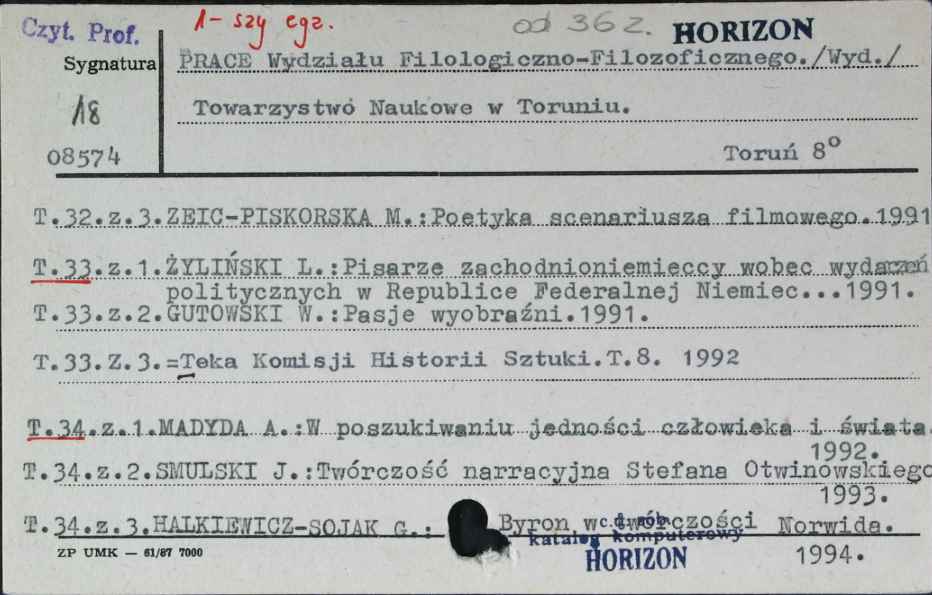 Czyt. Prof.
1-szy egz.
od 36 z.
HORIZON
Sygnatura
18
08574
PRACE Wydziału Filologiczno-Filozoficznego./Wyd./
Towarzystwo Naukowe w Toruniu.
Toruń 8°
T.32.z.3.ZEIC-PISKORSKA M.:Poetyka scenariusza filmowego.1991
T.33.z.1.ŻYLIŃSKI L.:Pisarze zachodnioniemieccy wobec wydarzeń
politycznych w Republice Federalnej Niemiec...1991.
T.33.z.2.GUTOWSKI W.:Pasje wyobraźni.1991.
T.33.Z.3.=Teka Komisji Historii Sztuki.T.8. 1992
T.34.z.1.MADYDA A.:W poszukiwaniu jedności człowieka i świata.
1992.
T.34.z.2.SMULSKI J.:Twórczość narracyjna Stefana Otwinowskiego
1993.
T.34.z.3.HALKIEWICZ-SOJAK G.: Byron w twórczości Norwida.
1994.
c.d. rób.
katalog komputerowy
HORIZON
ZP UMK — 61/87 7000